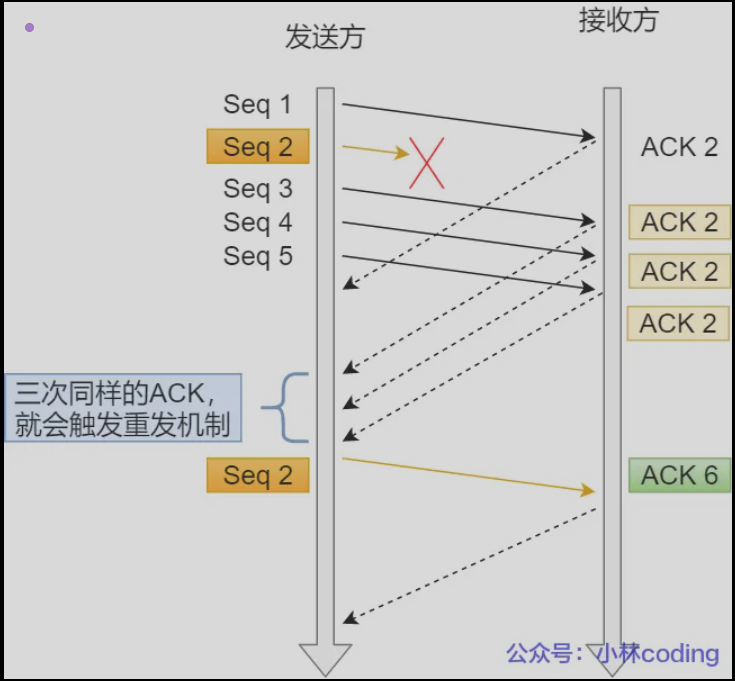 发送方
接收方
Seq 1
Seq 2
ACK 2
Seq 3
Seq 4
ACK 2
Seq 5
ACK 2
ACK 2
三次同样的ACK，
就会触发重发机制
Seq 2
ACK 6
公众号：小林coding